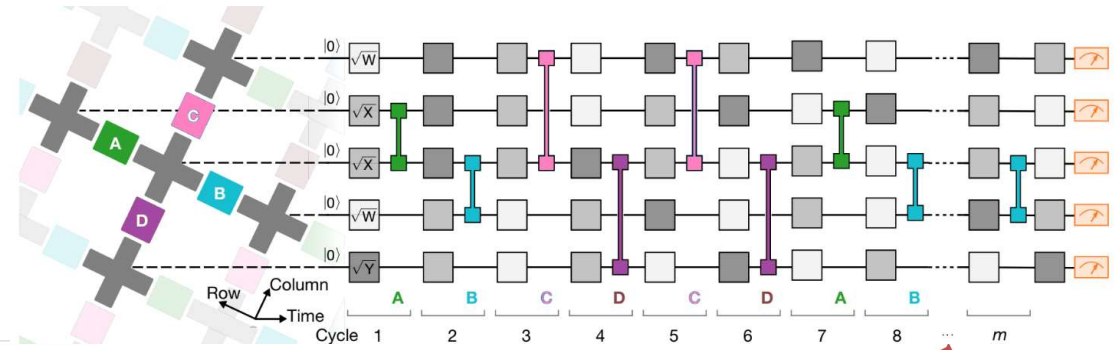 |0⟩ √W
|0⟩ √X
C
A
|0⟩ √X
B
|0⟩ √W
D
|0⟩ √Y
Row Column Time
A B C D C D A B
Cycle 1 2 3 4 5 6 7 8 ... m